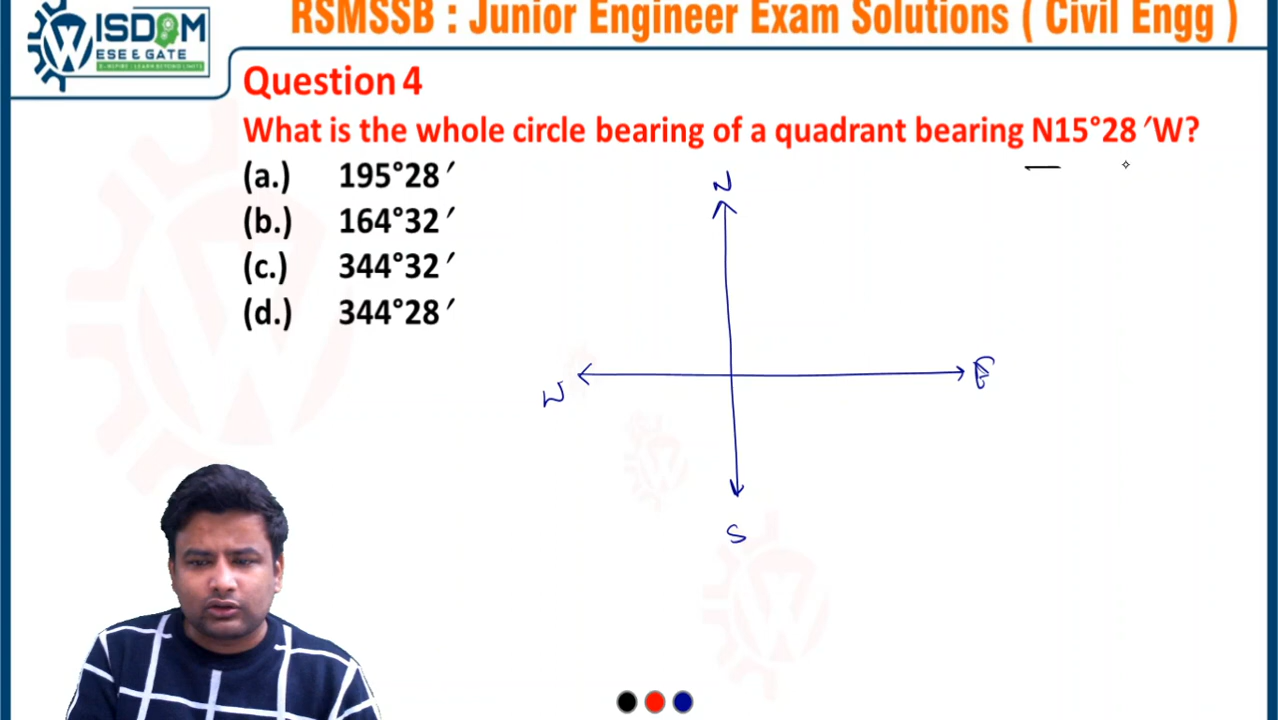 RSMSSB : Junior Engineer Exam Solutions ( Civil Engg )
WISDOM
ESE & GATE
Question 4
What is the whole circle bearing of a quadrant bearing N15°28 ′W?
(a.) 195°28 ′
(b.) 164°32 ′
(c.) 344°32 ′
(d.) 344°28 ′
N
W
E
S